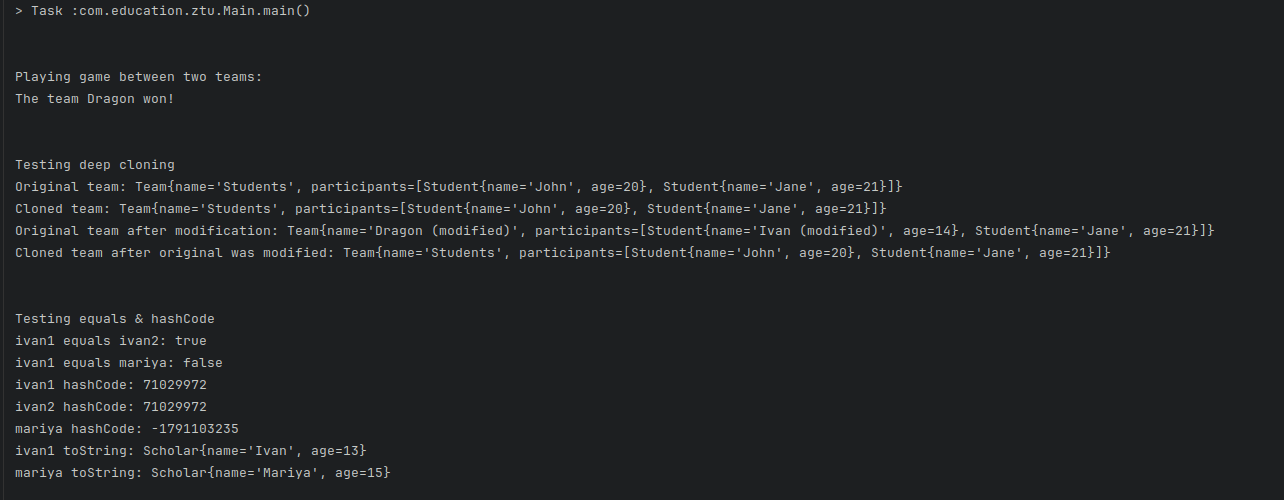 > Task :com.education.ztu.Main.main()
Playing game between two teams:
The team Dragon won!
Testing deep cloning
Original team: Team{name='Students', participants=[Student{name='John', age=20}, Student{name='Jane', age=21}]}
Cloned team: Team{name='Students', participants=[Student{name='John', age=20}, Student{name='Jane', age=21}]}
Original team after modification: Team{name='Dragon (modified)', participants=[Student{name='Ivan (modified)', age=14}, Student{name='Jane', age=21}]}
Cloned team after original was modified: Team{name='Students', participants=[Student{name='John', age=20}, Student{name='Jane', age=21}]}
Testing equals & hashCode
ivan1 equals ivan2: true
ivan1 equals mariya: false
ivan1 hashCode: 71029972
ivan2 hashCode: 71029972
mariya hashCode: -1791103235
ivan1 toString: Scholar{name='Ivan', age=13}
mariya toString: Scholar{name='Mariya', age=15}